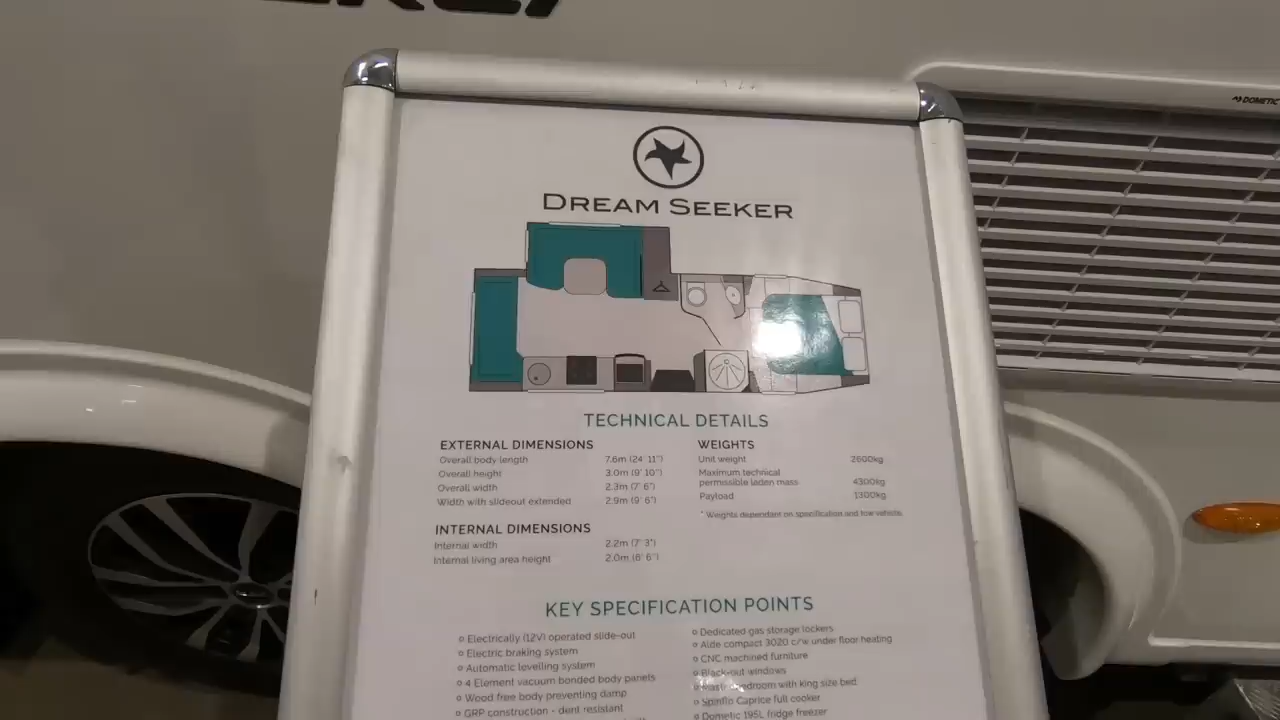 DOMETIC
DREAM SEEKER
TECHNICAL DETAILS
EXTERNAL DIMENSIONS
Overall body length 7.6m (24' 11")
Overall height 3.0m (9' 10")
Overall width 2.3m (7' 6")
Width with slideout extended 2.9m (9' 6")
INTERNAL DIMENSIONS
Internal width 2.2m (7' 3")
Internal living area height 2.0m (6' 6")
WEIGHTS
Unit weight 2600kg
Maximum technical
permissible laden mass 4300kg
Payload 1300kg
* Weights dependant on specification and tow vehicle.
KEY SPECIFICATION POINTS
Electrically (12V) operated slide-out
Electric braking system
Automatic levelling system
4 Element vacuum bonded body panels
Wood free body preventing damp
GRP construction - dent resistant
Dedicated gas storage lockers
Alde compact 3020 c/w under floor heating
CNC machined furniture
Black-out windows
bedroom with king size bed
Spinflo Caprice full cooker
Dometic 195L fridge freezer